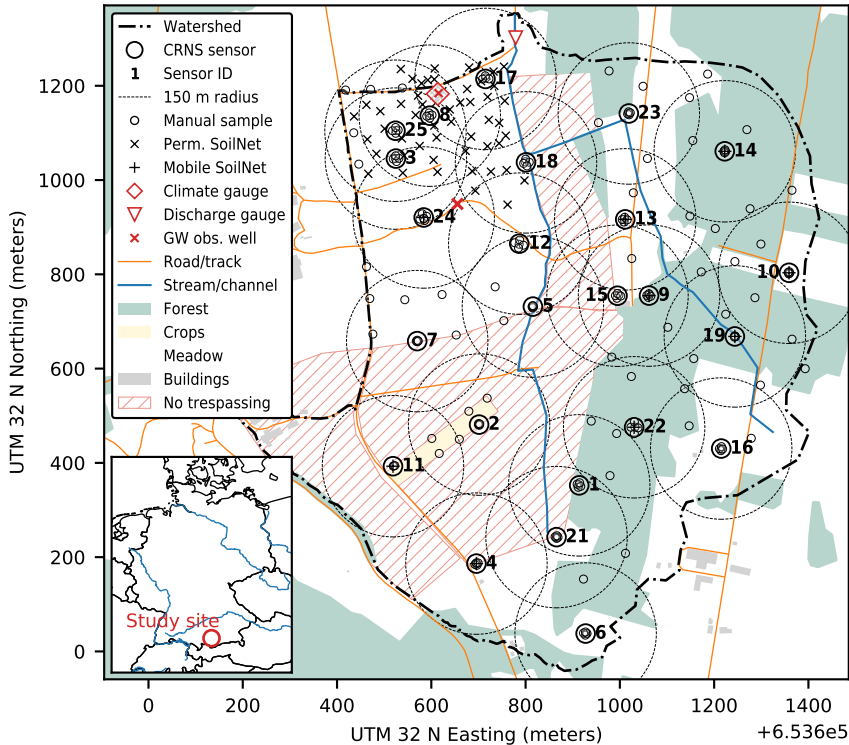 Watershed
CRNS sensor
1 Sensor ID
150 m radius
Manual sample
Perm. SoilNet
Mobile SoilNet
Climate gauge
Discharge gauge
GW obs. well
Road/track
Stream/channel
Forest
Crops
Meadow
Buildings
No trespassing
17
8
25
3
23
14
18
24
13
12
10
15
9
5
19
7
2
22
16
11
1
21
4
6
Study site
1200
1000
800
600
400
200
0
UTM 32 N Northing (meters)
0 200 400 600 800 1000 1200 1400
UTM 32 N Easting (meters)
+6.536e5